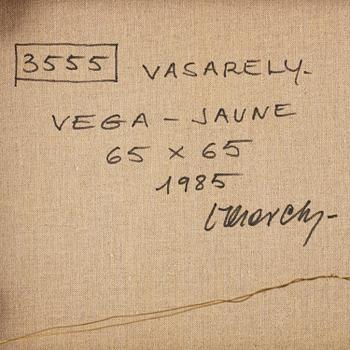 3555 VASARELY-
VEGA - JAUNE
65 x 65
1985